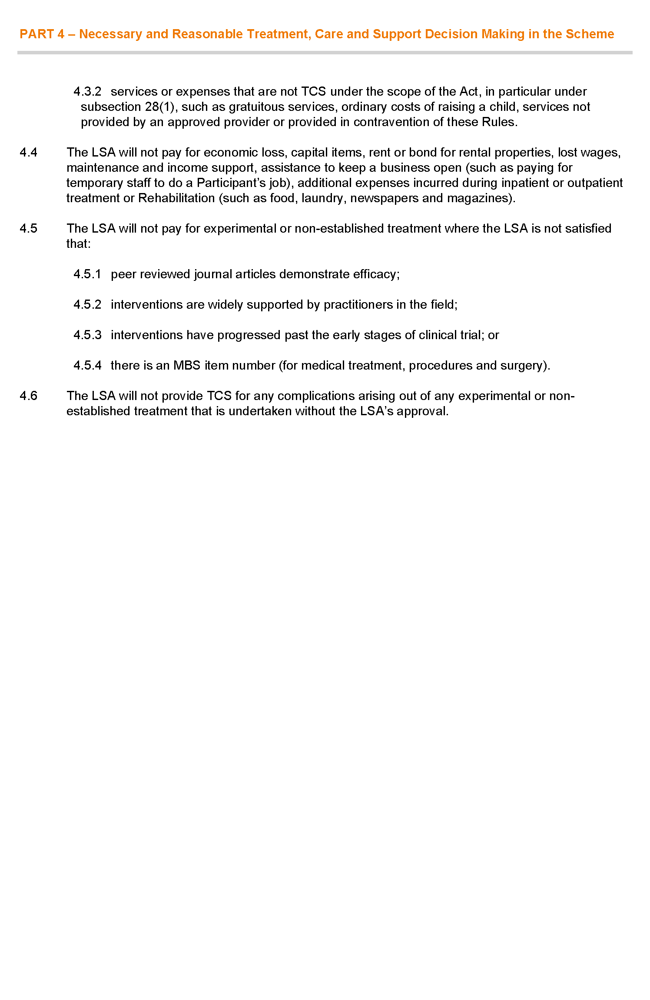 PART 4 – Necessary and Reasonable Treatment, Care and Support Decision Making in the Scheme
4.3.2 services or expenses that are not TCS under the scope of the Act, in particular under
subsection 28(1), such as gratuitous services, ordinary costs of raising a child, services not
provided by an approved provider or provided in contravention of these Rules.
4.4 The LSA will not pay for economic loss, capital items, rent or bond for rental properties, lost wages,
maintenance and income support, assistance to keep a business open (such as paying for
temporary staff to do a Participant’s job), additional expenses incurred during inpatient or outpatient
treatment or Rehabilitation (such as food, laundry, newspapers and magazines).
4.5 The LSA will not pay for experimental or non-established treatment where the LSA is not satisfied
that:
4.5.1 peer reviewed journal articles demonstrate efficacy;
4.5.2 interventions are widely supported by practitioners in the field;
4.5.3 interventions have progressed past the early stages of clinical trial; or
4.5.4 there is an MBS item number (for medical treatment, procedures and surgery).
4.6 The LSA will not provide TCS for any complications arising out of any experimental or non-
established treatment that is undertaken without the LSA’s approval.